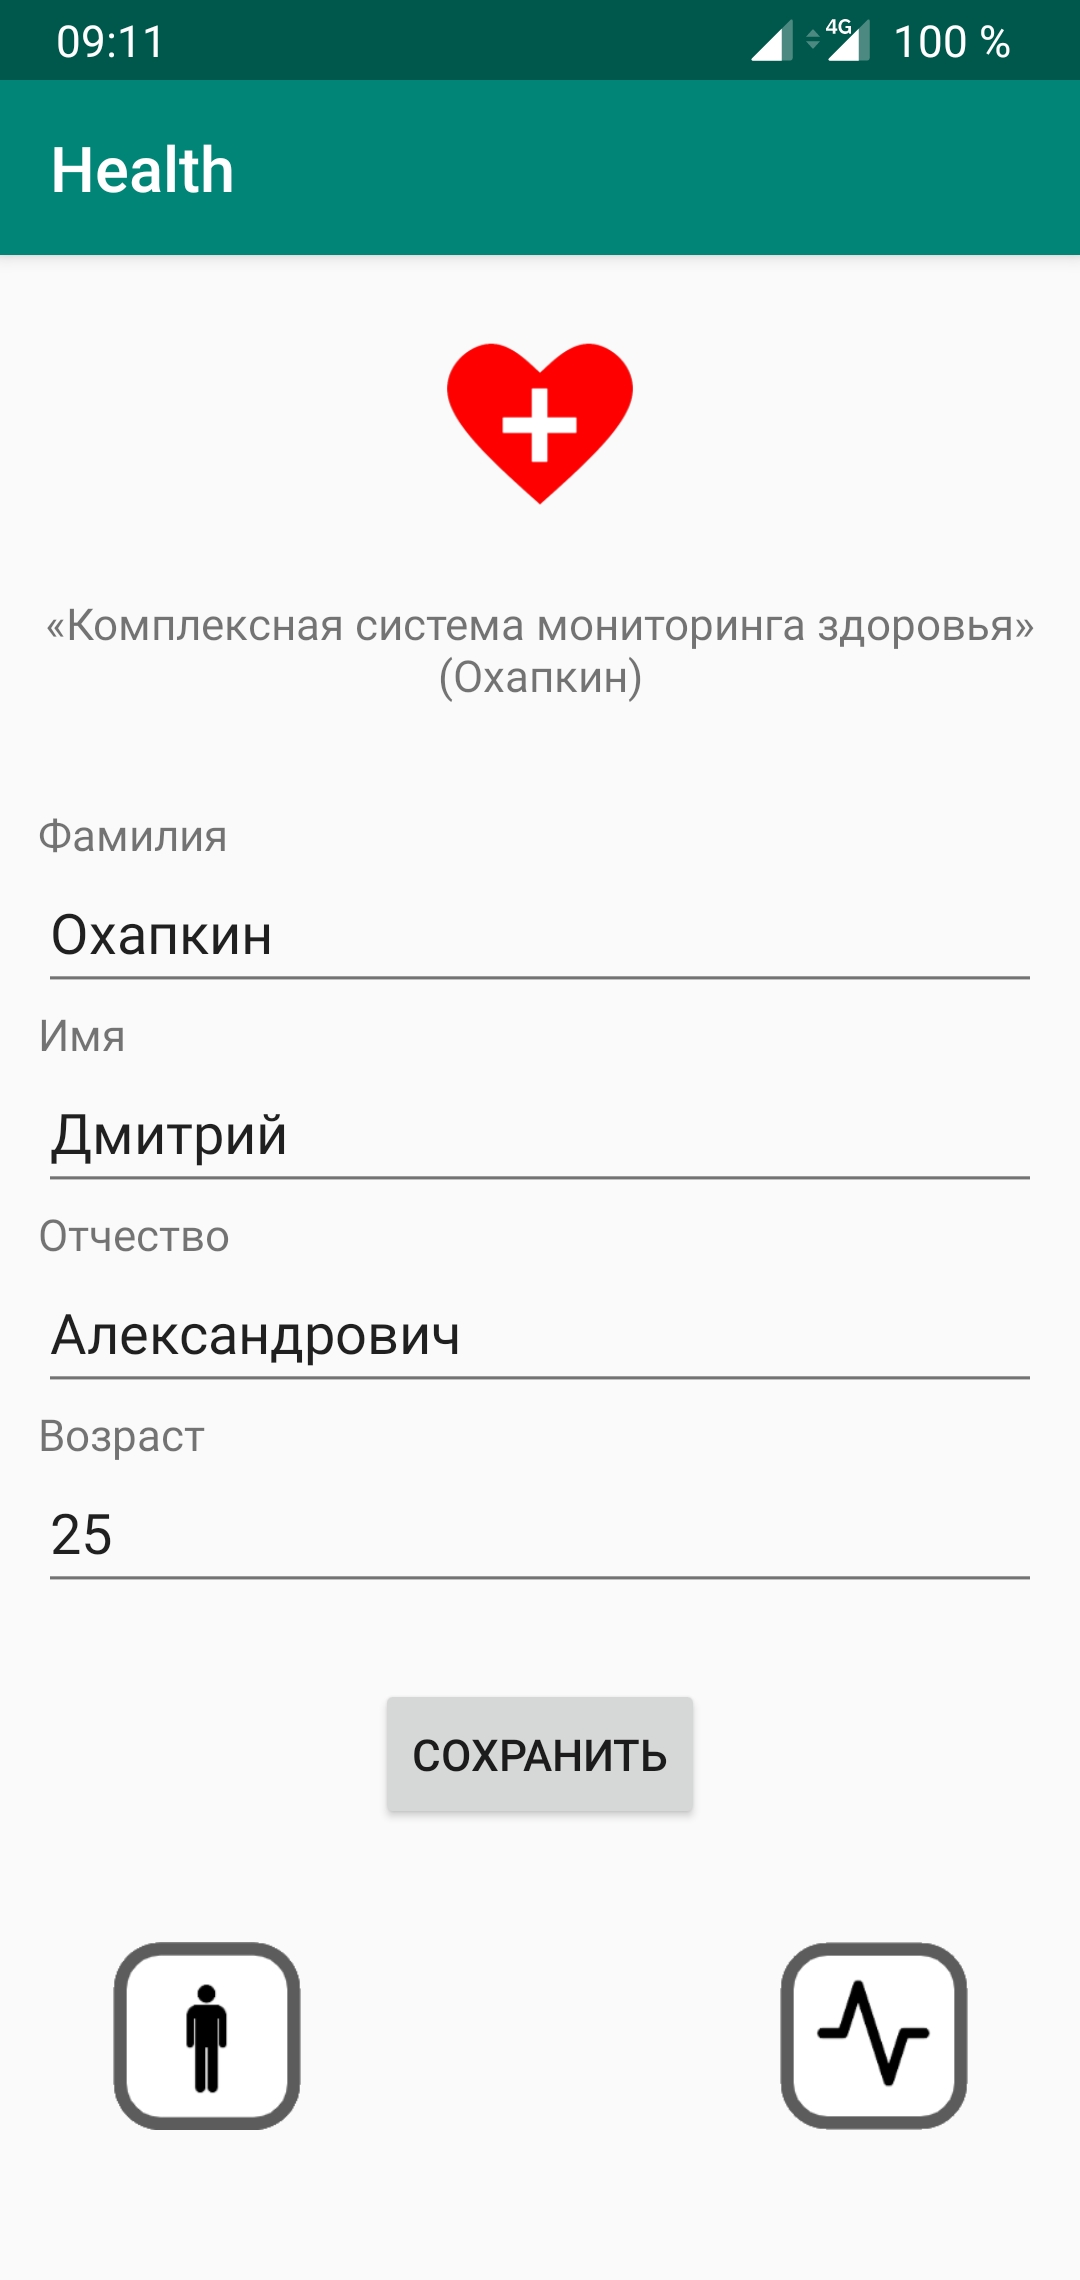 09:11
4G 100 %
Health
«Комплексная система мониторинга здоровья»
(Охапкин)
Фамилия
Охапкин
Имя
Дмитрий
Отчество
Александрович
Возраст
25
СОХРАНИТЬ